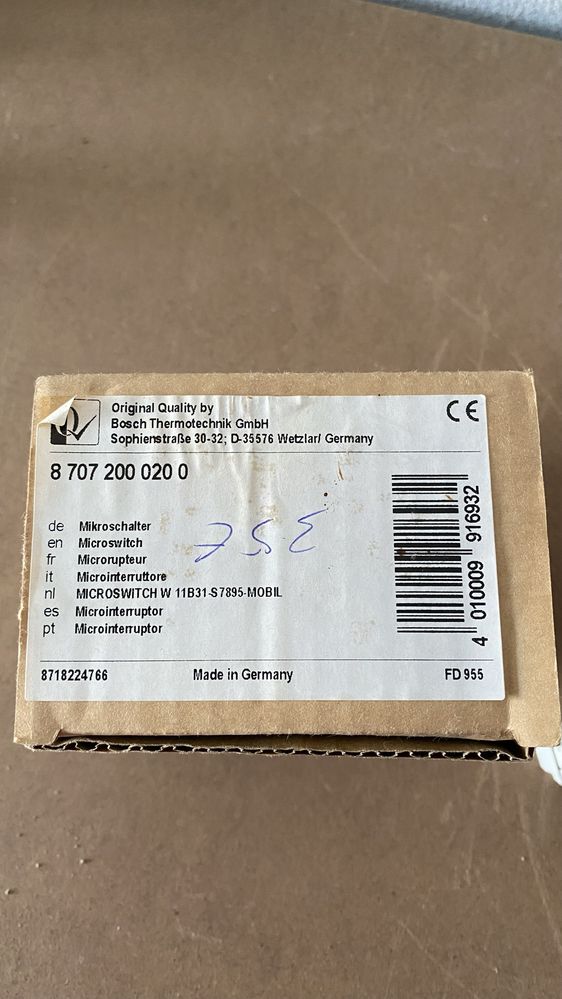 Original Quality by
Bosch Thermotechnik GmbH
Sophienstraße 30-32; D-35576 Wetzlar/ Germany
8 707 200 020 0
de Mikroschalter
en Microswitch
fr Microrupteur
it Microinterruttore
nl MICROSWITCH W 11B31-S7895-MOBIL
es Microinterruptor
pt Microinterruptor
4 010009 916932
8718224766 Made in Germany FD 955